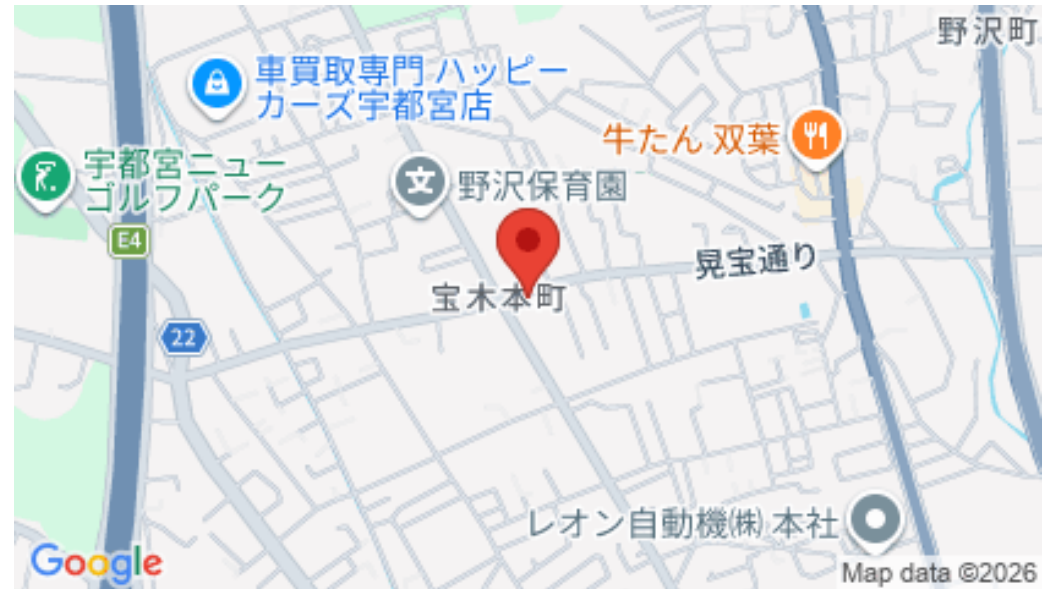 野沢町
車買取専門 ハッピー
カーズ宇都宮店
牛たん 双葉
宇都宮ニュー
ゴルフパーク
野沢保育園
文
E4
晃宝通り
宝木本町
22
レオン自動機㈱ 本社
Google
Map data ©2026